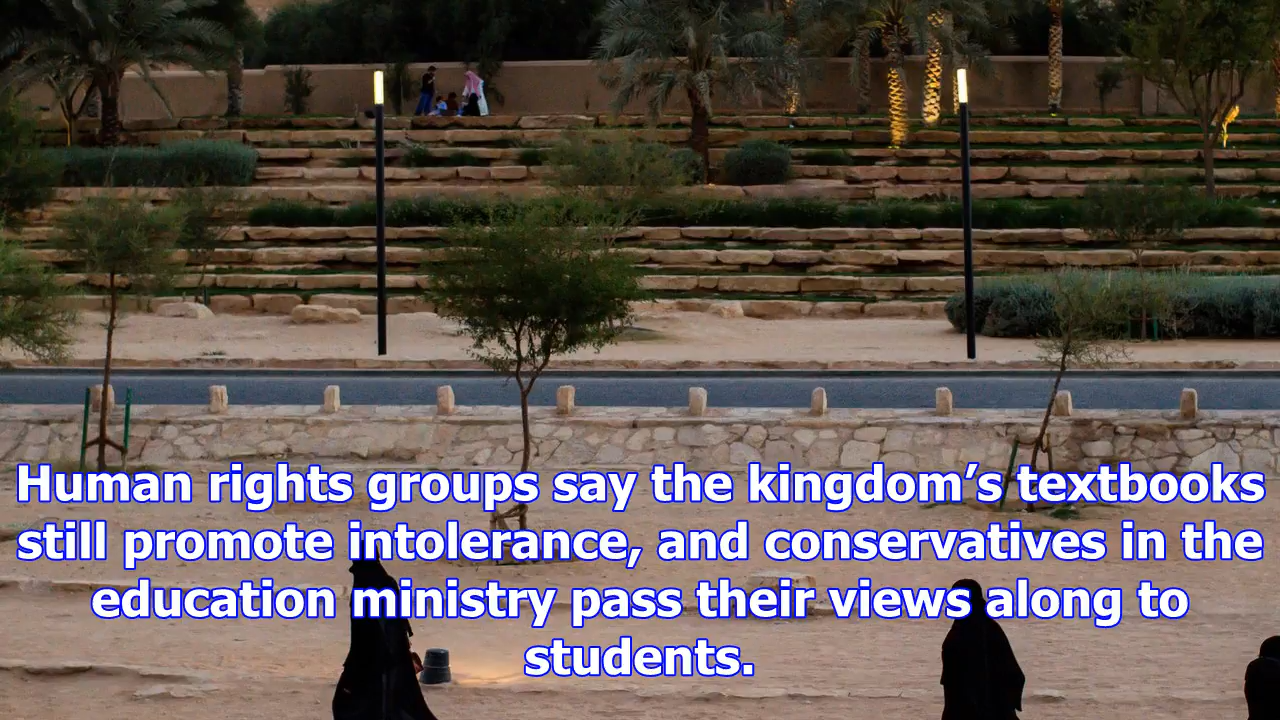 Human rights groups say the kingdom’s textbooks
still promote intolerance, and conservatives in the
education ministry pass their views along to
students.